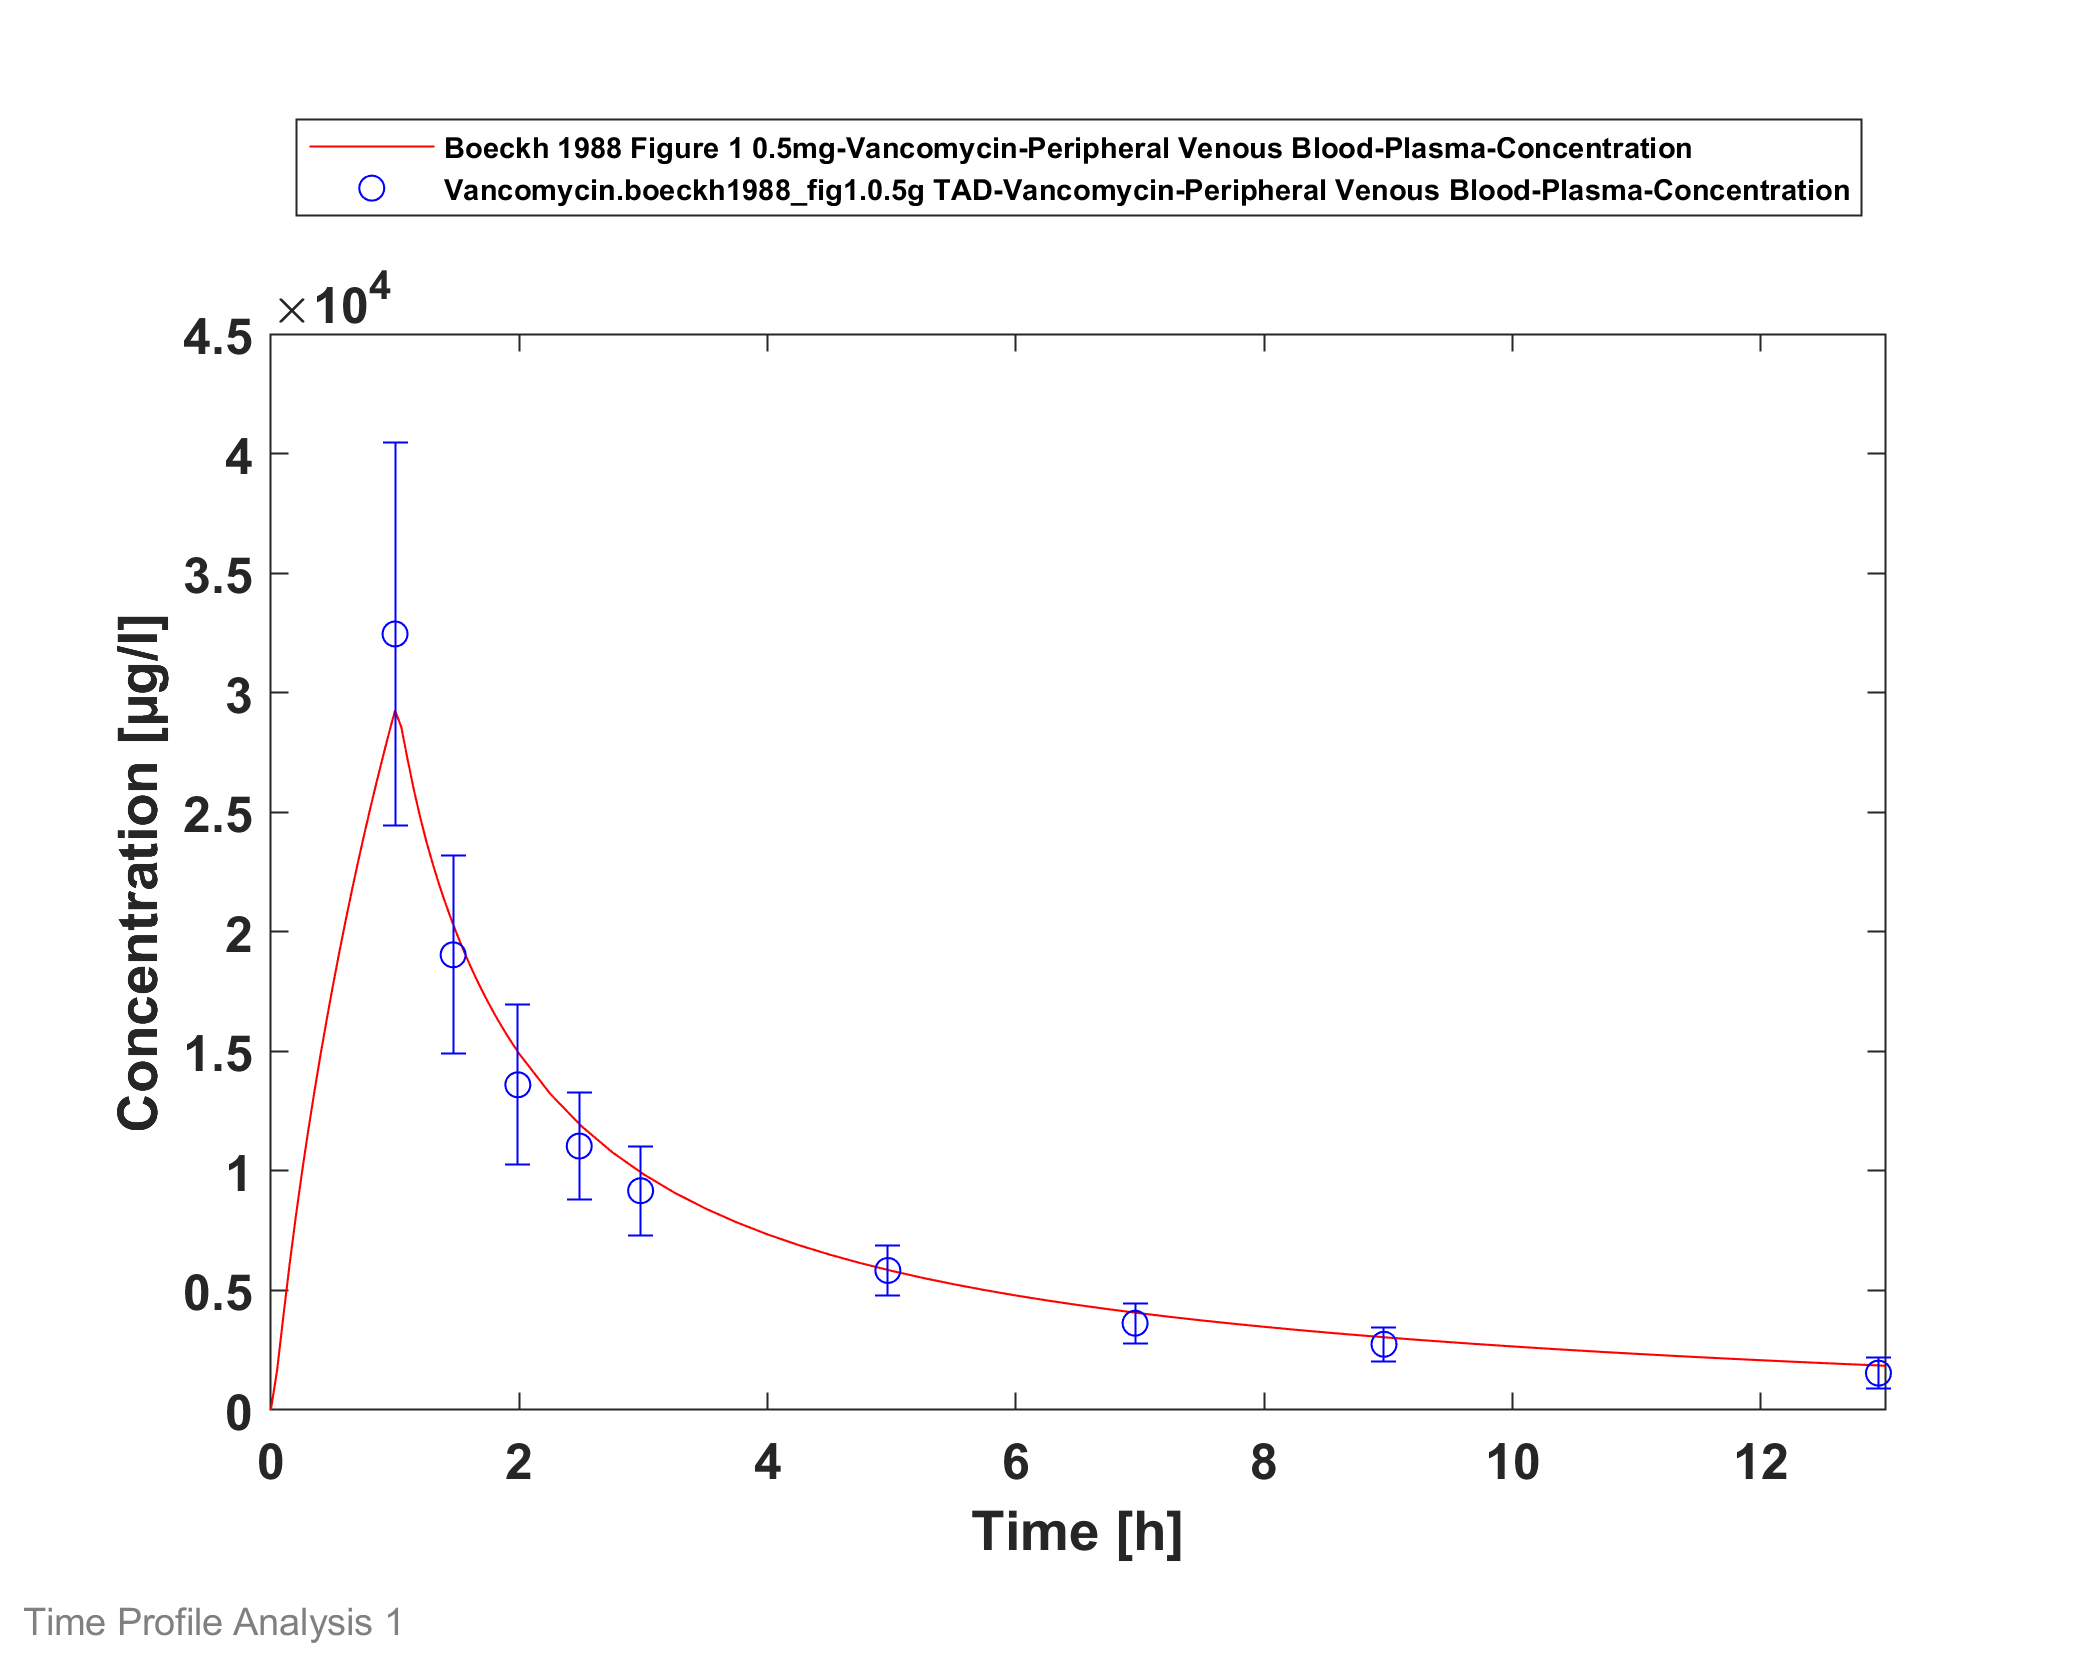 Boeckh 1988 Figure 1 0.5mg-Vancomycin-Peripheral Venous Blood-Plasma-Concentration
Vancomycin.boeckh1988_fig1.0.5g TAD-Vancomycin-Peripheral Venous Blood-Plasma-Concentration
×10⁴
4.5
4
3.5
3
2.5
2
1.5
1
0.5
0
Concentration [µg/l]
0 2 4 6 8 10 12
Time [h]
Time Profile Analysis 1